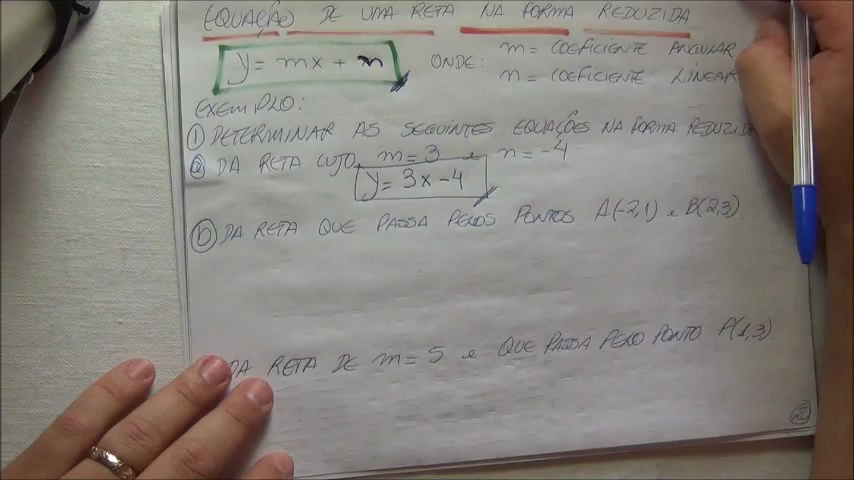 EQUAÇÃO DE UMA RETA NA FORMA REDUZIDA
y = mx + n ONDE: m = COEFICIENTE ANGULAR
n = COEFICIENTE LINEAR
EXEMPLO:
① DETERMINAR AS SEGUINTES EQUAÇÕES NA FORMA REDUZIDA
ⓐ DA RETA CUJO m = 3 e n = -4
y = 3x - 4
ⓑ DA RETA QUE PASSA PELOS PONTOS A(-2,1) e B(2,3)
DA RETA DE m = 5 e QUE PASSA PELO PONTO P(1,3).